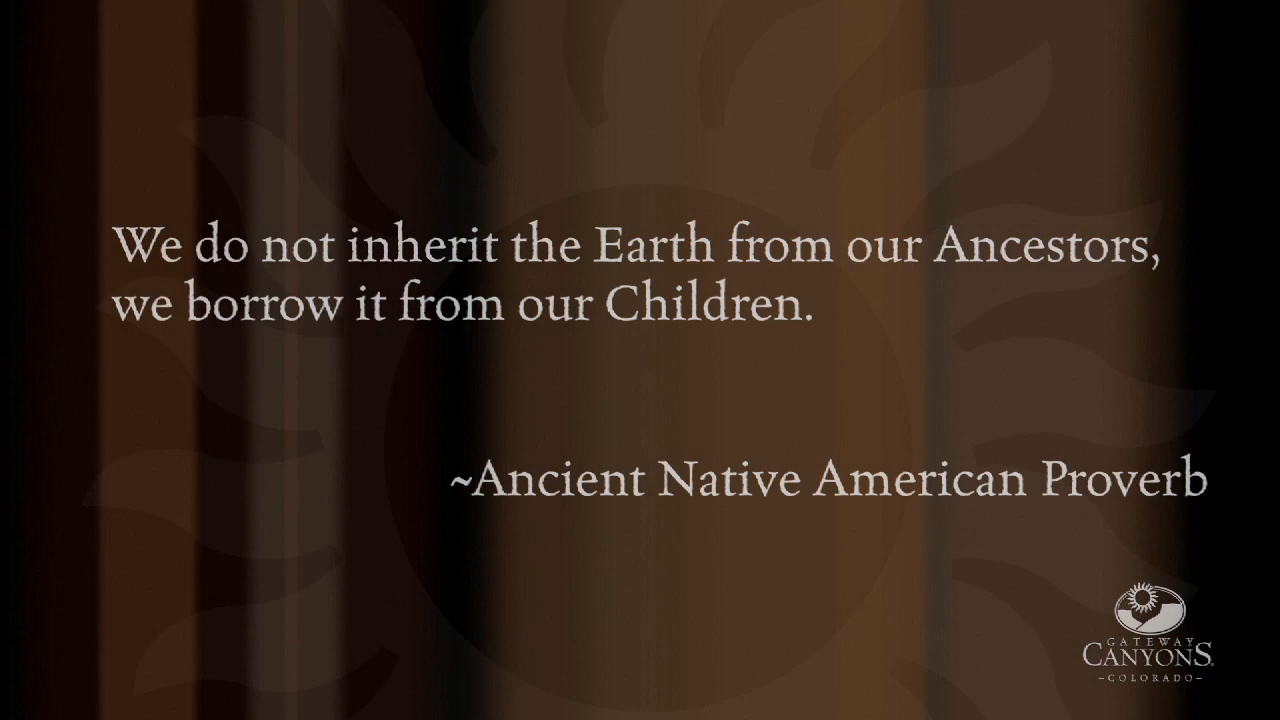 We do not inherit the Earth from our Ancestors,
we borrow it from our Children.
~Ancient Native American Proverb
GATEWAY
CANYONS
-COLORADO-